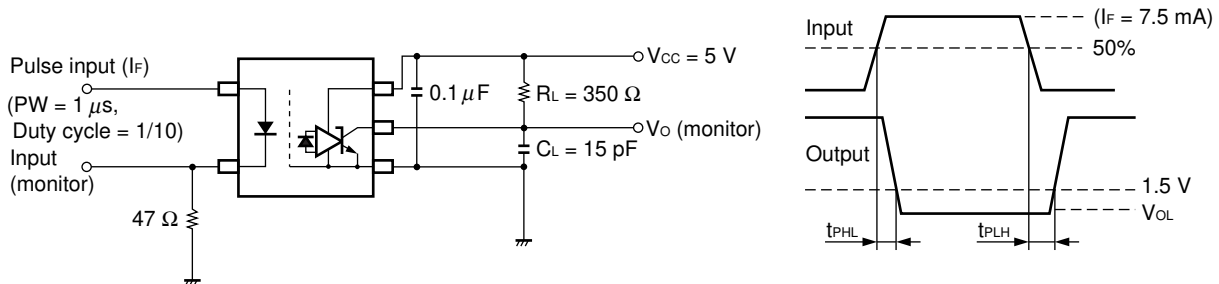 Pulse input (IF)
(PW = 1 μs,
Duty cycle = 1/10)
Input
(monitor)
47 Ω
0.1 μF
VCC = 5 V
RL = 350 Ω
VO (monitor)
CL = 15 pF
Input
(IF = 7.5 mA)
50%
Output
1.5 V
VOL
tPHL
tPLH